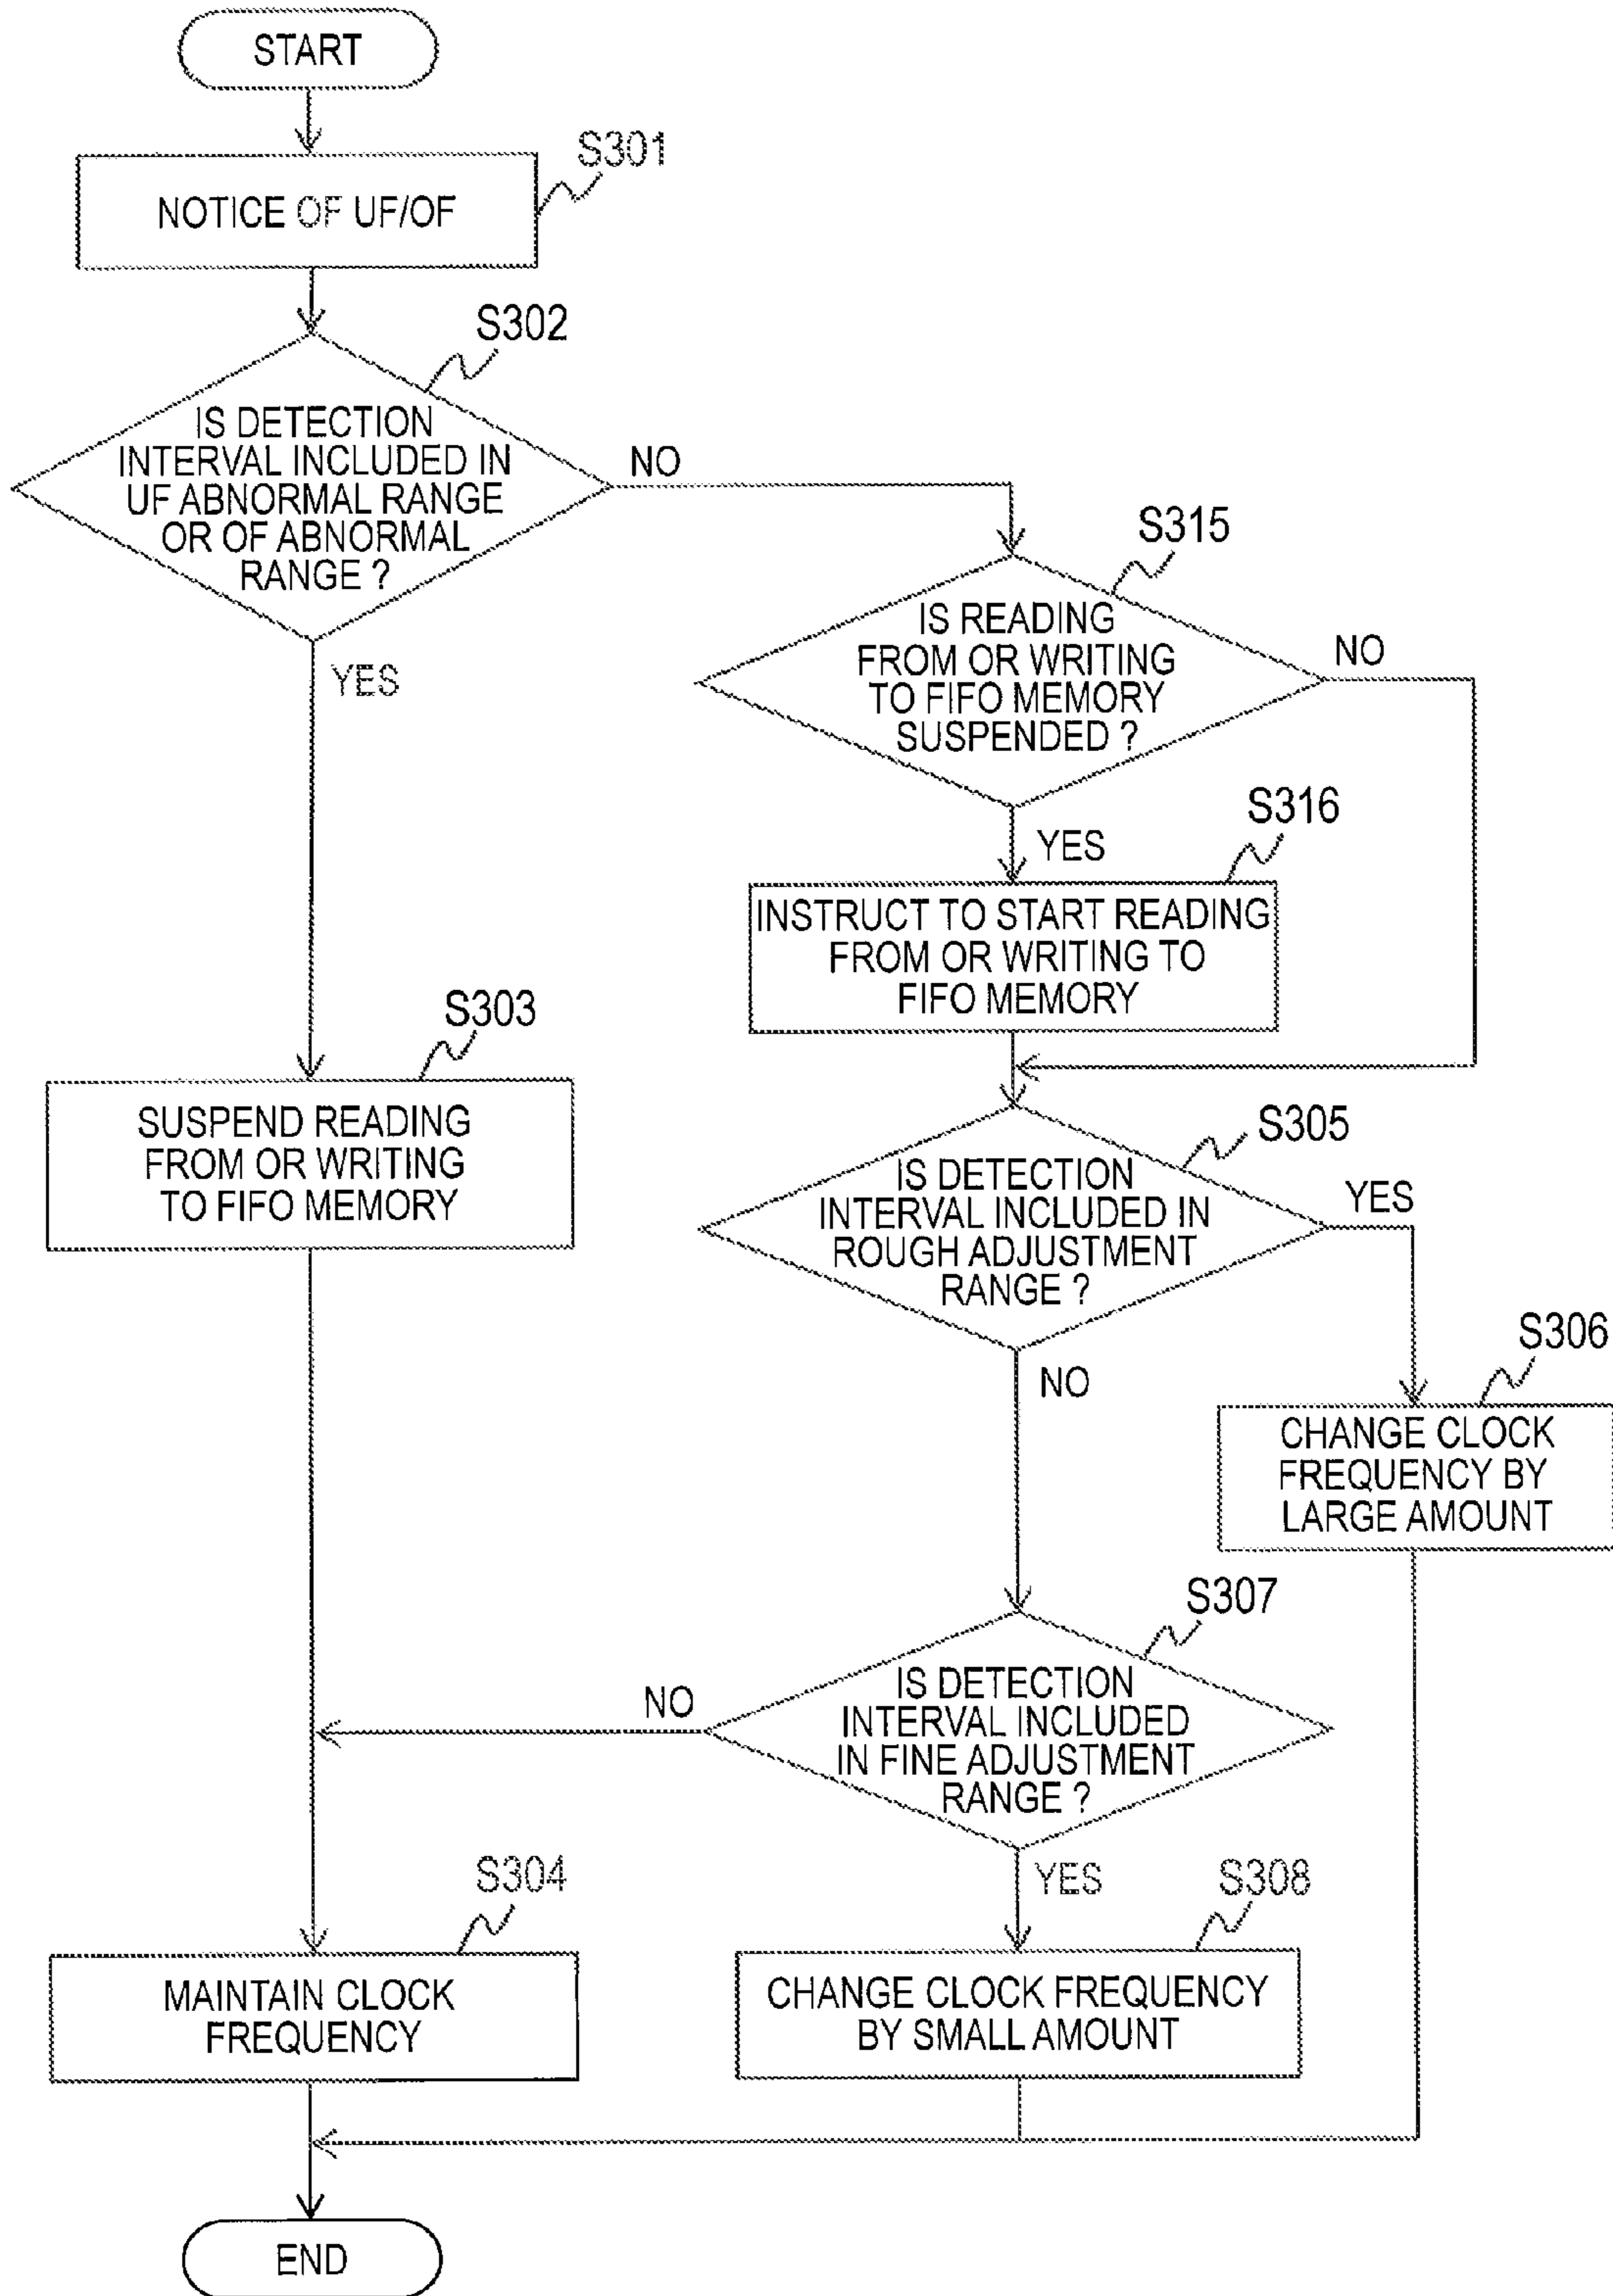 START
S301
NOTICE OF UF/OF
S302
IS DETECTION
INTERVAL INCLUDED IN
UF ABNORMAL RANGE
OR OF ABNORMAL
RANGE ?
NO
YES
S315
IS READING
FROM OR WRITING
TO FIFO MEMORY
SUSPENDED ?
NO
YES
S316
INSTRUCT TO START READING
FROM OR WRITING TO
FIFO MEMORY
S303
SUSPEND READING
FROM OR WRITING
TO FIFO MEMORY
S305
IS DETECTION
INTERVAL INCLUDED IN
ROUGH ADJUSTMENT
RANGE ?
YES
NO
S306
CHANGE CLOCK
FREQUENCY BY
LARGE AMOUNT
S307
IS DETECTION
INTERVAL INCLUDED
IN FINE ADJUSTMENT
RANGE ?
NO
YES
S304
MAINTAIN CLOCK
FREQUENCY
S308
CHANGE CLOCK FREQUENCY
BY SMALL AMOUNT
END